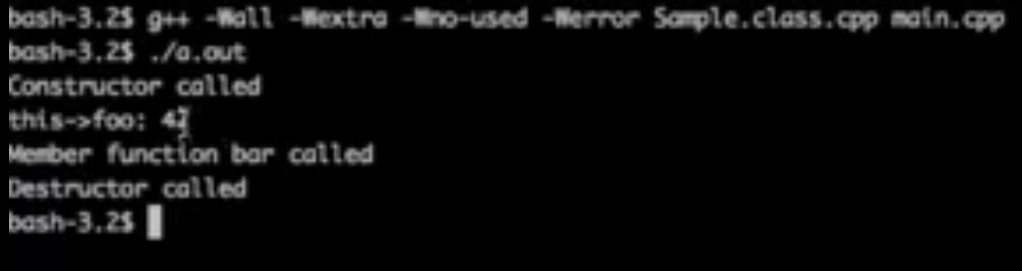 bash-3.2$ g++ -Wall -Wextra -Wno-used -Werror Sample.class.cpp main.cpp
bash-3.2$ ./a.out
Constructor called
this->foo: 42
Member function bar called
Destructor called
bash-3.2$